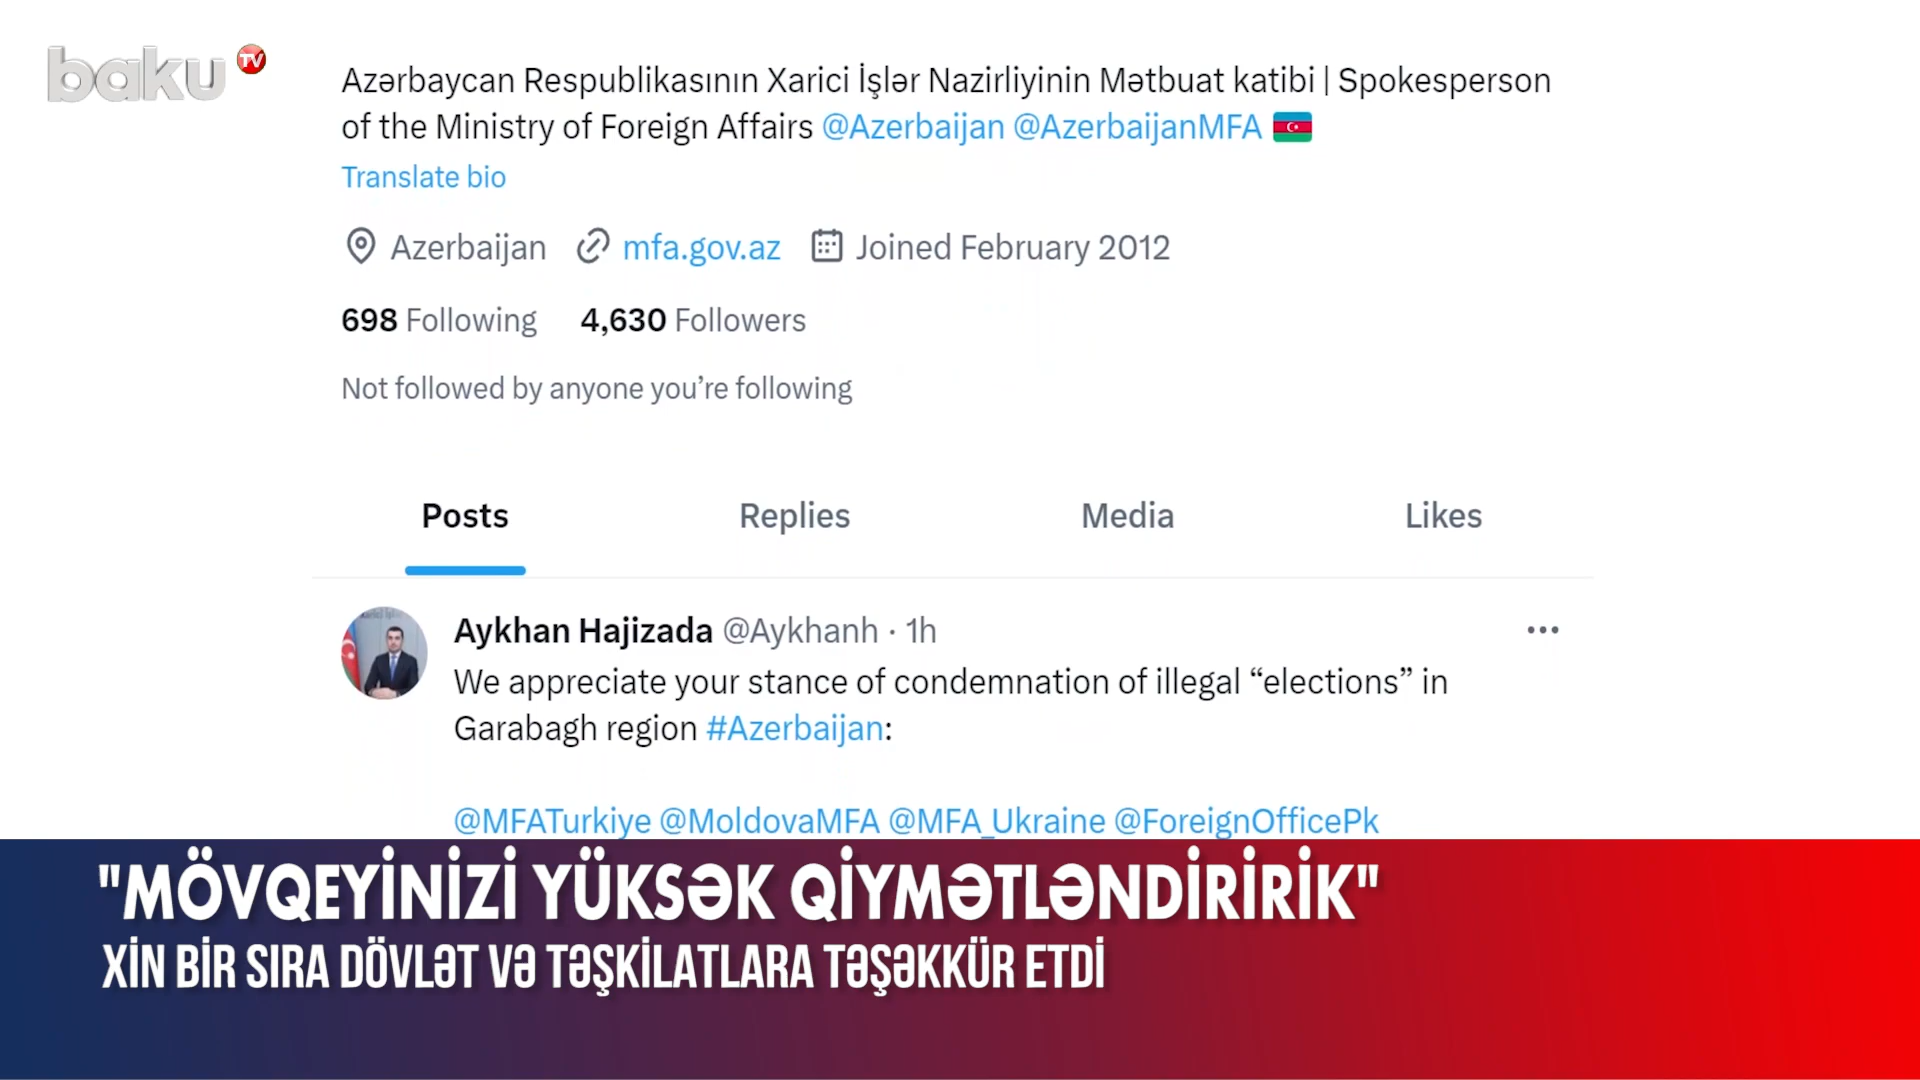 baku TV
Azərbaycan Respublikasının Xarici İşlər Nazirliyinin Mətbuat katibi | Spokesperson
of the Ministry of Foreign Affairs @Azerbaijan @AzerbaijanMFA
Translate bio
Azerbaijan mfa.gov.az Joined February 2012
698 Following 4,630 Followers
Not followed by anyone you’re following
Posts Replies Media Likes
Aykhan Hajizada @Aykhanh · 1h
We appreciate your stance of condemnation of illegal “elections” in
Garabagh region #Azerbaijan:
@MFATurkiye @MoldovaMFA @MFA_Ukraine @ForeignOfficePk
"MÖVQEYİNİZİ YÜKSƏK QİYMƏTLƏNDİRİRİK"
XİN BİR SIRA DÖVLƏT VƏ TƏŞKİLATLARA TƏŞƏKKÜR ETDİ